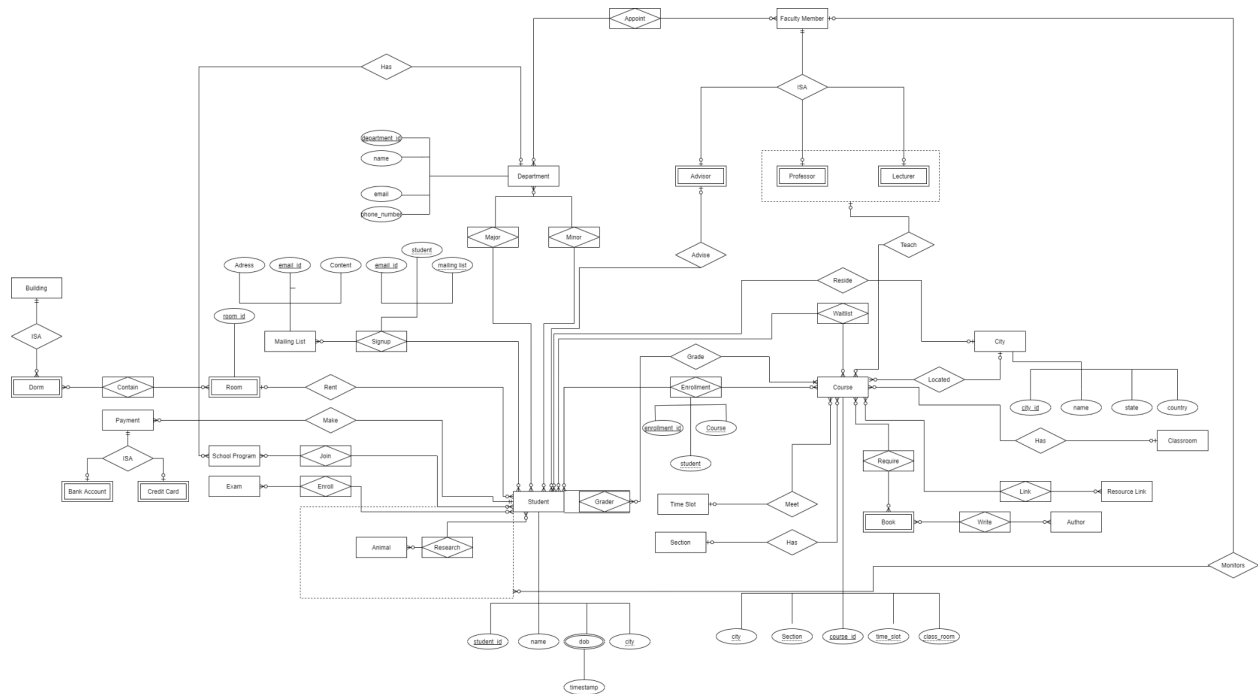 Appoint
Faculty Member
Has
ISA
department_id
name
Department
Advisor
Professor
Lecturer
email
phone_number
student
Major
Minor
Teach
Adress
email_id
Content
email_id
mailing list
Advise
Building
Reside
room_id
Waitlist
ISA
Mailing List
Signup
City
Grade
Dorm
Contain
Room
Rent
Enrollment
Course
Located
city_id
name
state
country
Payment
Make
enrollment_id
Course
Has
Classroom
ISA
School Program
Join
student
Require
Bank Account
Credit Card
Exam
Enroll
Student
Grader
Time Slot
Meet
Link
Resource Link
Book
Write
Author
Animal
Research
Section
Has
Monitors
student_id
name
dob
city
city
Section
course_id
time_slot
class_room
timestamp